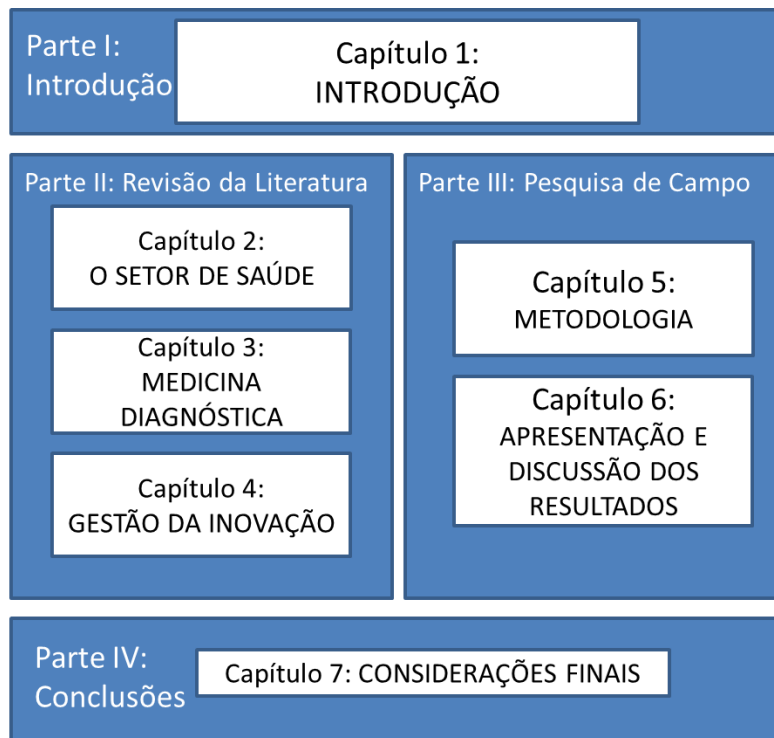 Parte I:
Introdução
Capítulo 1:
INTRODUÇÃO
Parte II: Revisão da Literatura
Capítulo 2:
O SETOR DE SAÚDE
Capítulo 3:
MEDICINA
DIAGNÓSTICA
Capítulo 4:
GESTÃO DA INOVAÇÃO
Parte III: Pesquisa de Campo
Capítulo 5:
METODOLOGIA
Capítulo 6:
APRESENTAÇÃO E
DISCUSSÃO DOS
RESULTADOS
Parte IV:
Conclusões
Capítulo 7: CONSIDERAÇÕES FINAIS